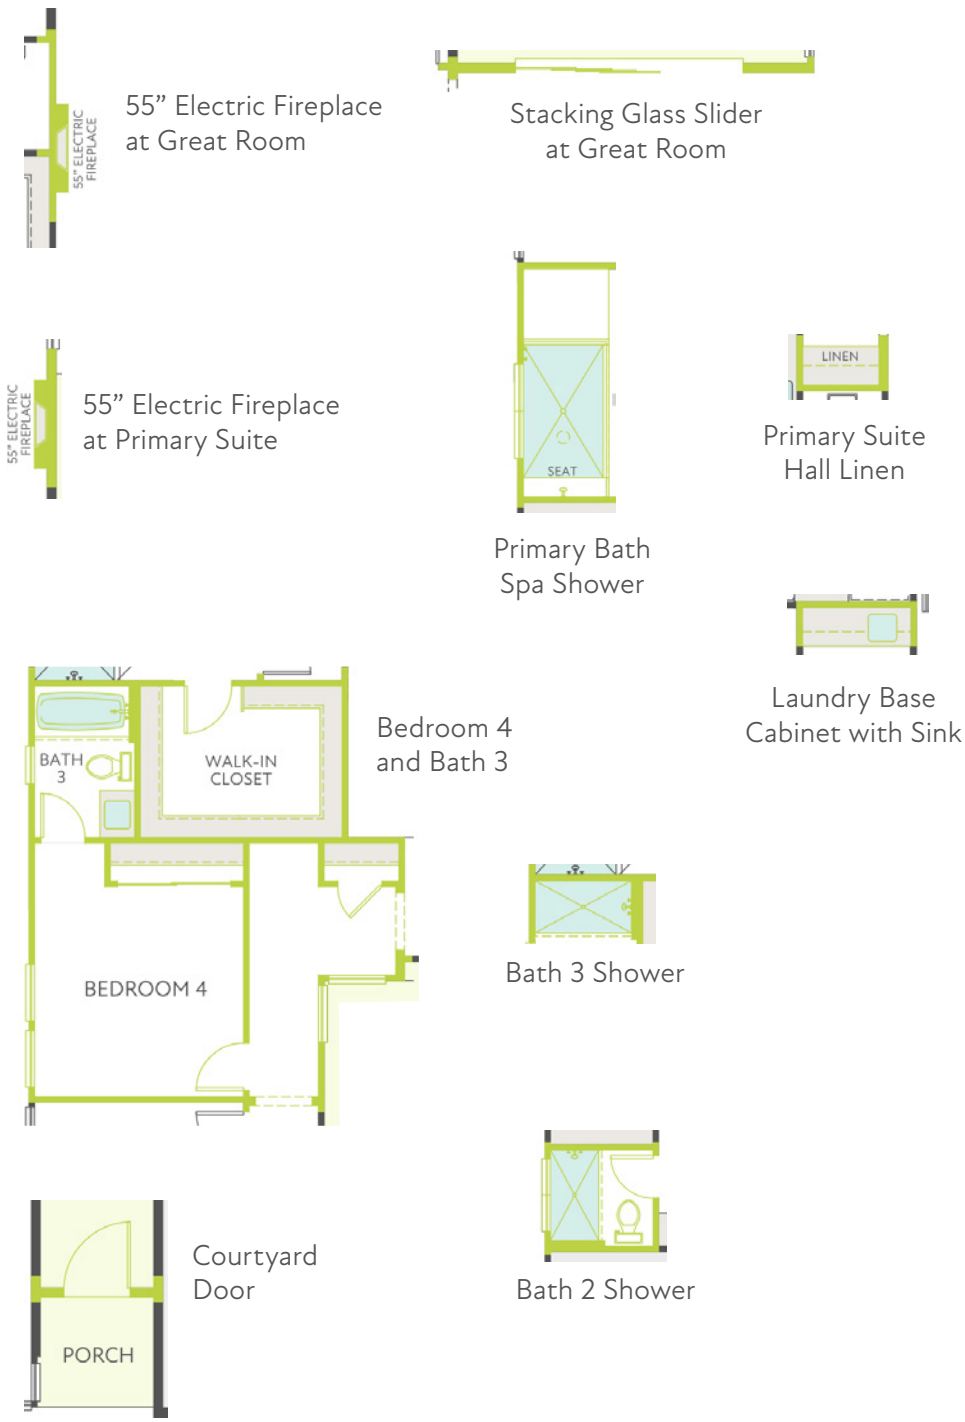 55" ELECTRIC
FIREPLACE
55” Electric Fireplace
at Great Room
Stacking Glass Slider
at Great Room
55" ELECTRIC
FIREPLACE
55” Electric Fireplace
at Primary Suite
SEAT
Primary Bath
Spa Shower
LINEN
Primary Suite
Hall Linen
Laundry Base
Cabinet with Sink
BATH
3
WALK-IN
CLOSET
BEDROOM 4
Bedroom 4
and Bath 3
Bath 3 Shower
Bath 2 Shower
PORCH
Courtyard
Door